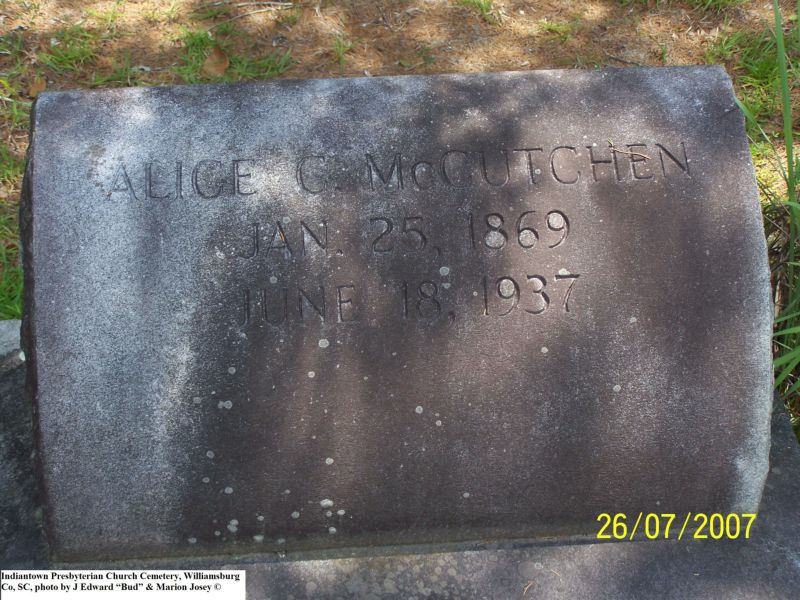 ALICE C. McCUTCHEN
JAN. 25, 1869
JUNE 18, 1937
26/07/2007
Indiantown Presbyterian Church Cemetery, Williamsburg
Co, SC, photo by J Edward “Bud” & Marion Josey ©